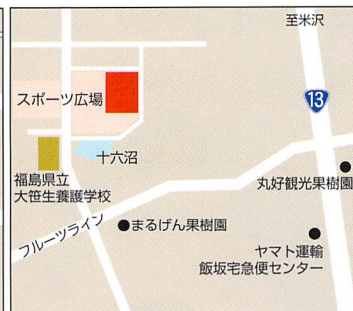 至米沢
13
スポーツ広場
十六沼
福島県立
大笹生養護学校
丸好観光果樹園
フルーツライン
まるげん果樹園
ヤマト運輸
飯坂宅急便センター